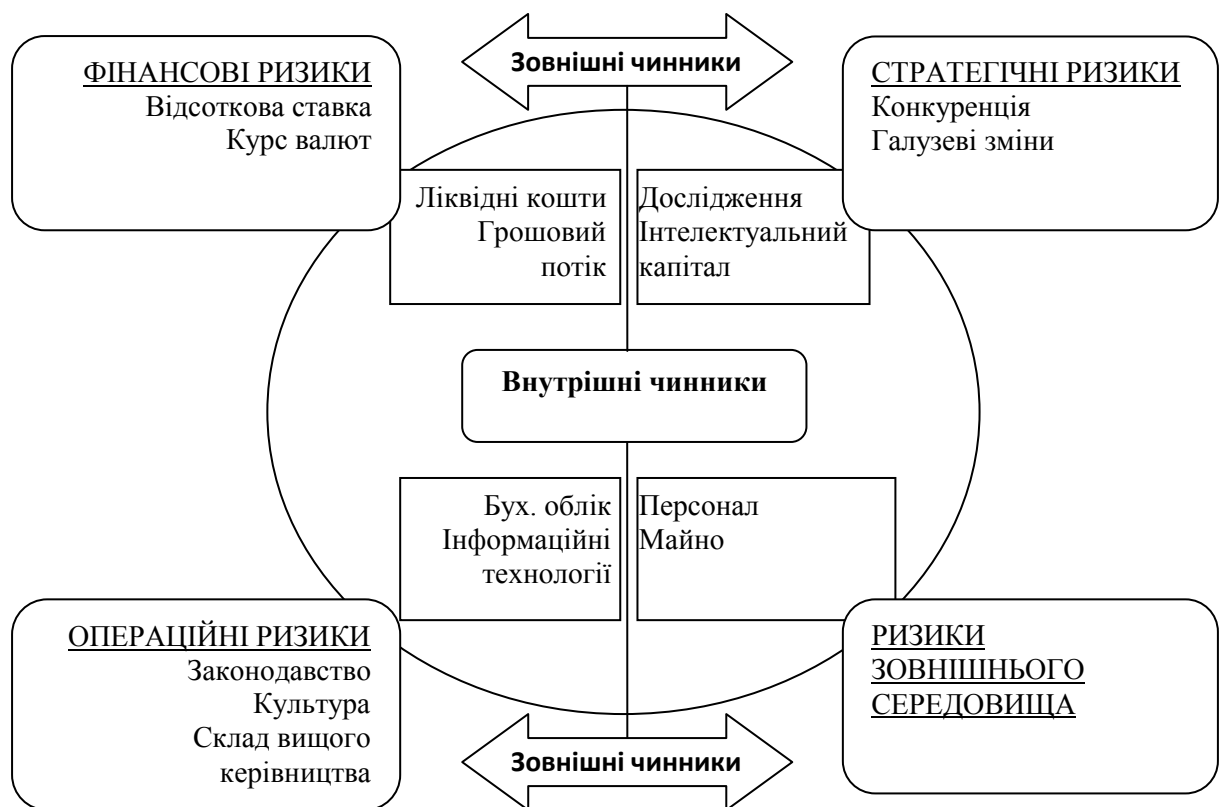 Зовнішні чинники
ФІНАНСОВІ РИЗИКИ
Відсоткова ставка
Курс валют
СТРАТЕГІЧНІ РИЗИКИ
Конкуренція
Галузеві зміни
Ліквідні кошти
Грошовий
потік
Дослідження
Інтелектуальний
капітал
Внутрішні чинники
Бух. облік
Інформаційні
технології
Персонал
Майно
ОПЕРАЦІЙНІ РИЗИКИ
Законодавство
Культура
Склад вищого
керівництва
РИЗИКИ
ЗОВНІШНЬОГО
СЕРЕДОВИЩА
Зовнішні чинники